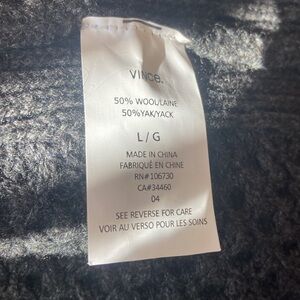 VINCE.
50% WOOL/LAINE
50%YAK/YACK
L / G
MADE IN CHINA
FABRIQUÉ EN CHINE
RN#106730
CA#34460
04
SEE REVERSE FOR CARE
VOIR AU VERSO POUR LES SOINS